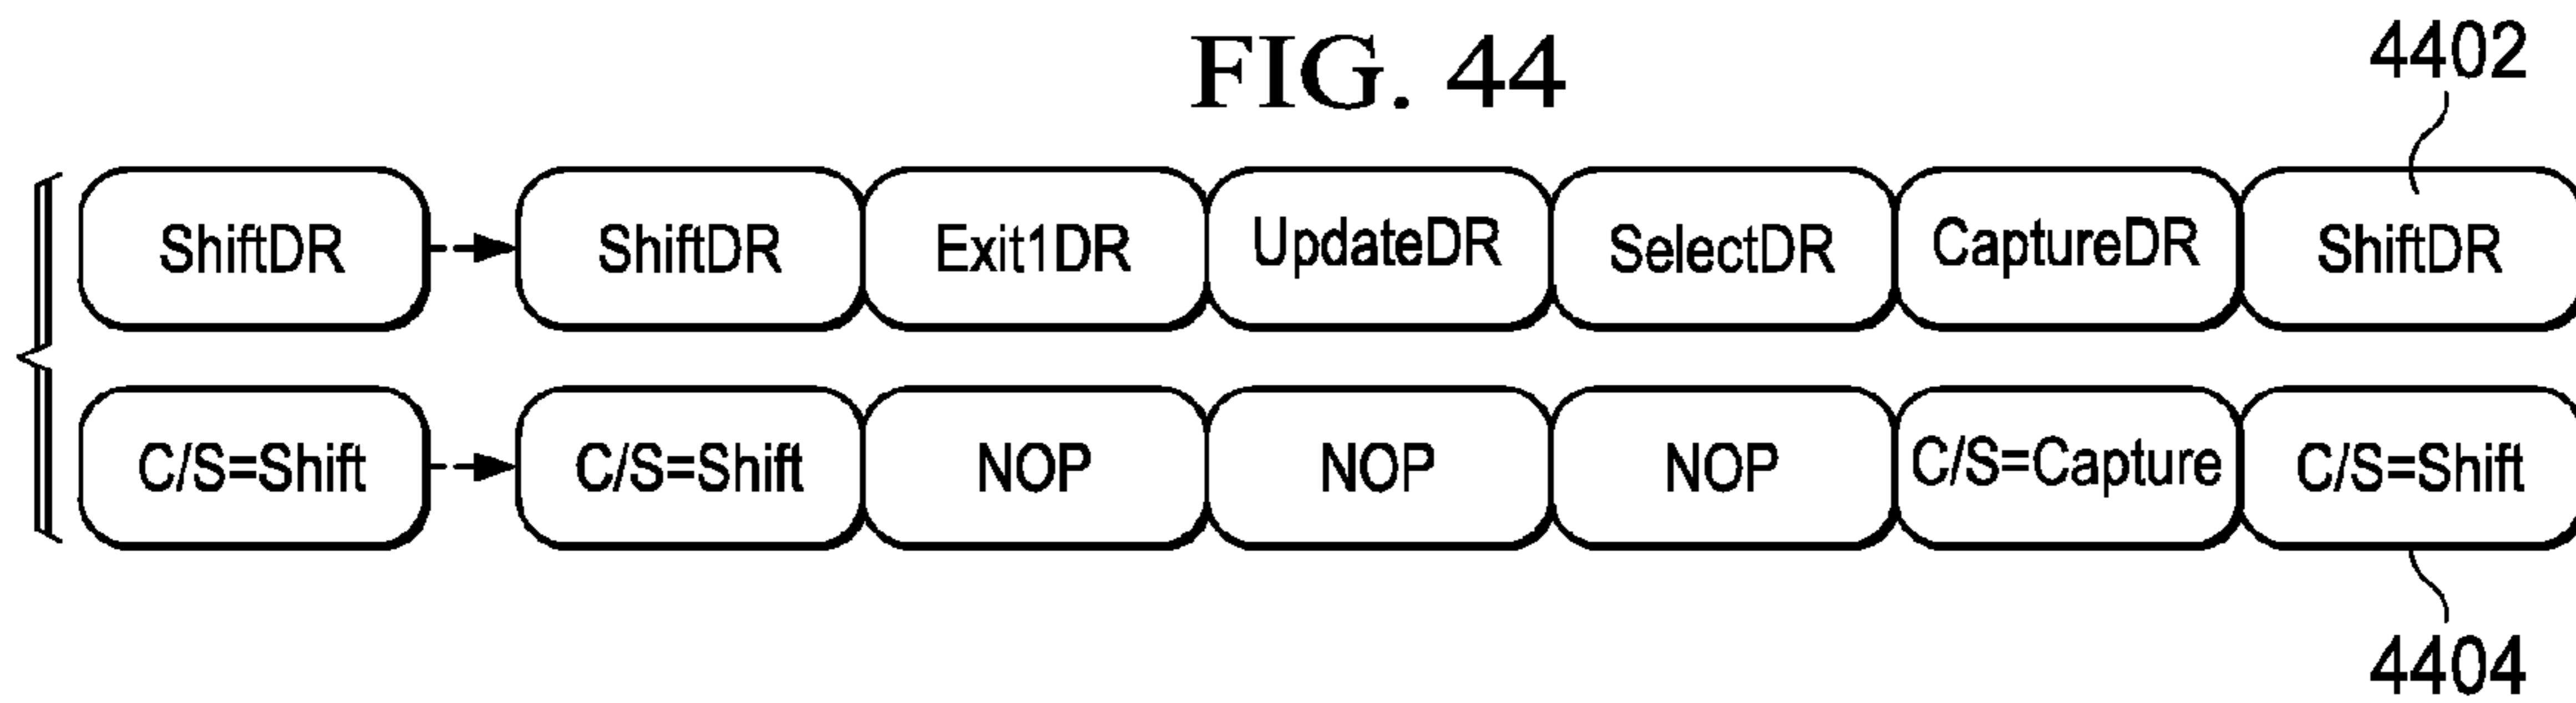 FIG. 44
4402
ShiftDR ShiftDR Exit1DR UpdateDR SelectDR CaptureDR ShiftDR
C/S=Shift C/S=Shift NOP NOP NOP C/S=Capture C/S=Shift
4404